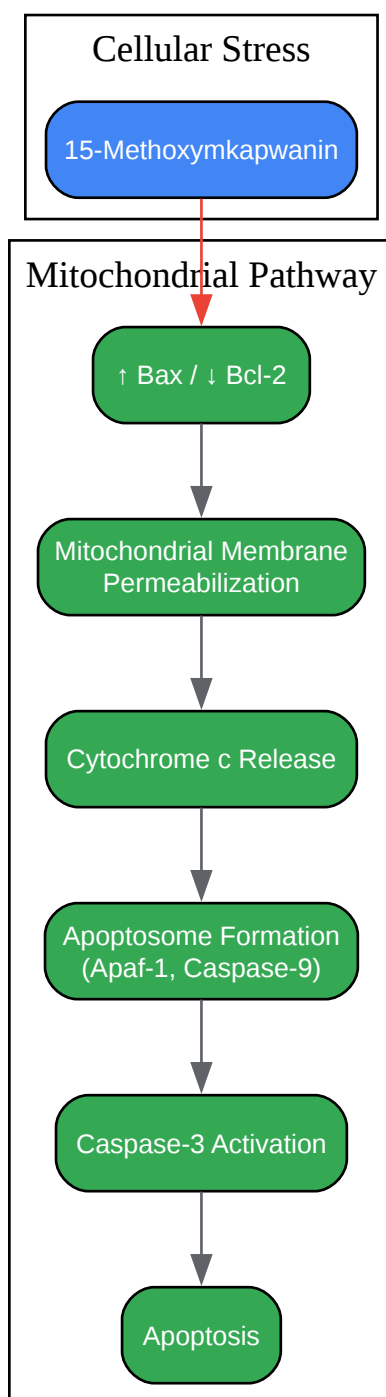 Cellular Stress
15-Methoxymkapwanin
Mitochondrial Pathway
↑ Bax / ↓ Bcl-2
Mitochondrial Membrane
Permeabilization
Cytochrome c Release
Apoptosome Formation
(Apaf-1, Caspase-9)
Caspase-3 Activation
Apoptosis